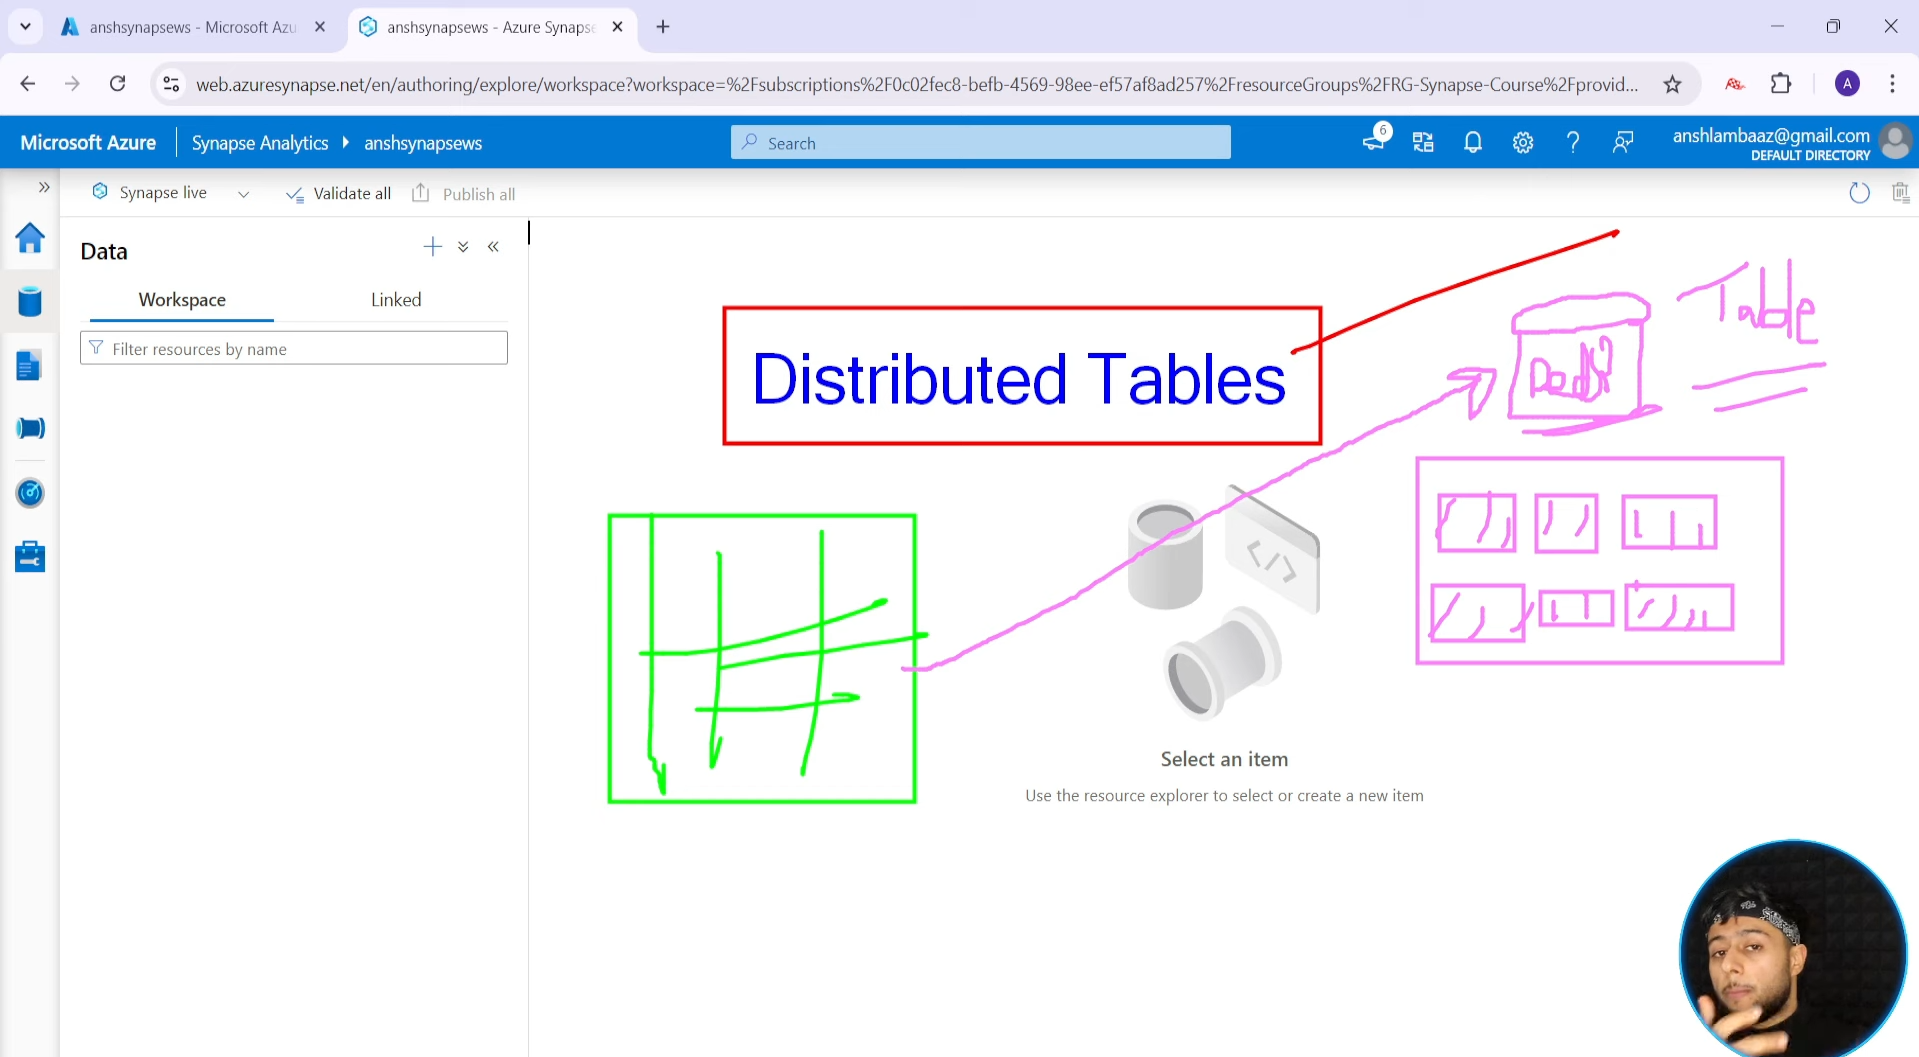 anshsynapsews - Microsoft Azu
anshsynapsews - Azure Synapse
web.azuresynapse.net/en/authoring/explore/workspace?workspace=%2Fsubscriptions%2F0c02fec8-befb-4569-98ee-ef57af8ad257%2FresourceGroups%2FRG-Synapse-Course%2Fprovid...
A
Microsoft Azure
Synapse Analytics
anshsynapsews
Search
6
anshlambaaz@gmail.com
DEFAULT DIRECTORY
Synapse live
Validate all
Publish all
Data
Workspace
Linked
Filter resources by name
Distributed Tables
Table
Select an item
Use the resource explorer to select or create a new item